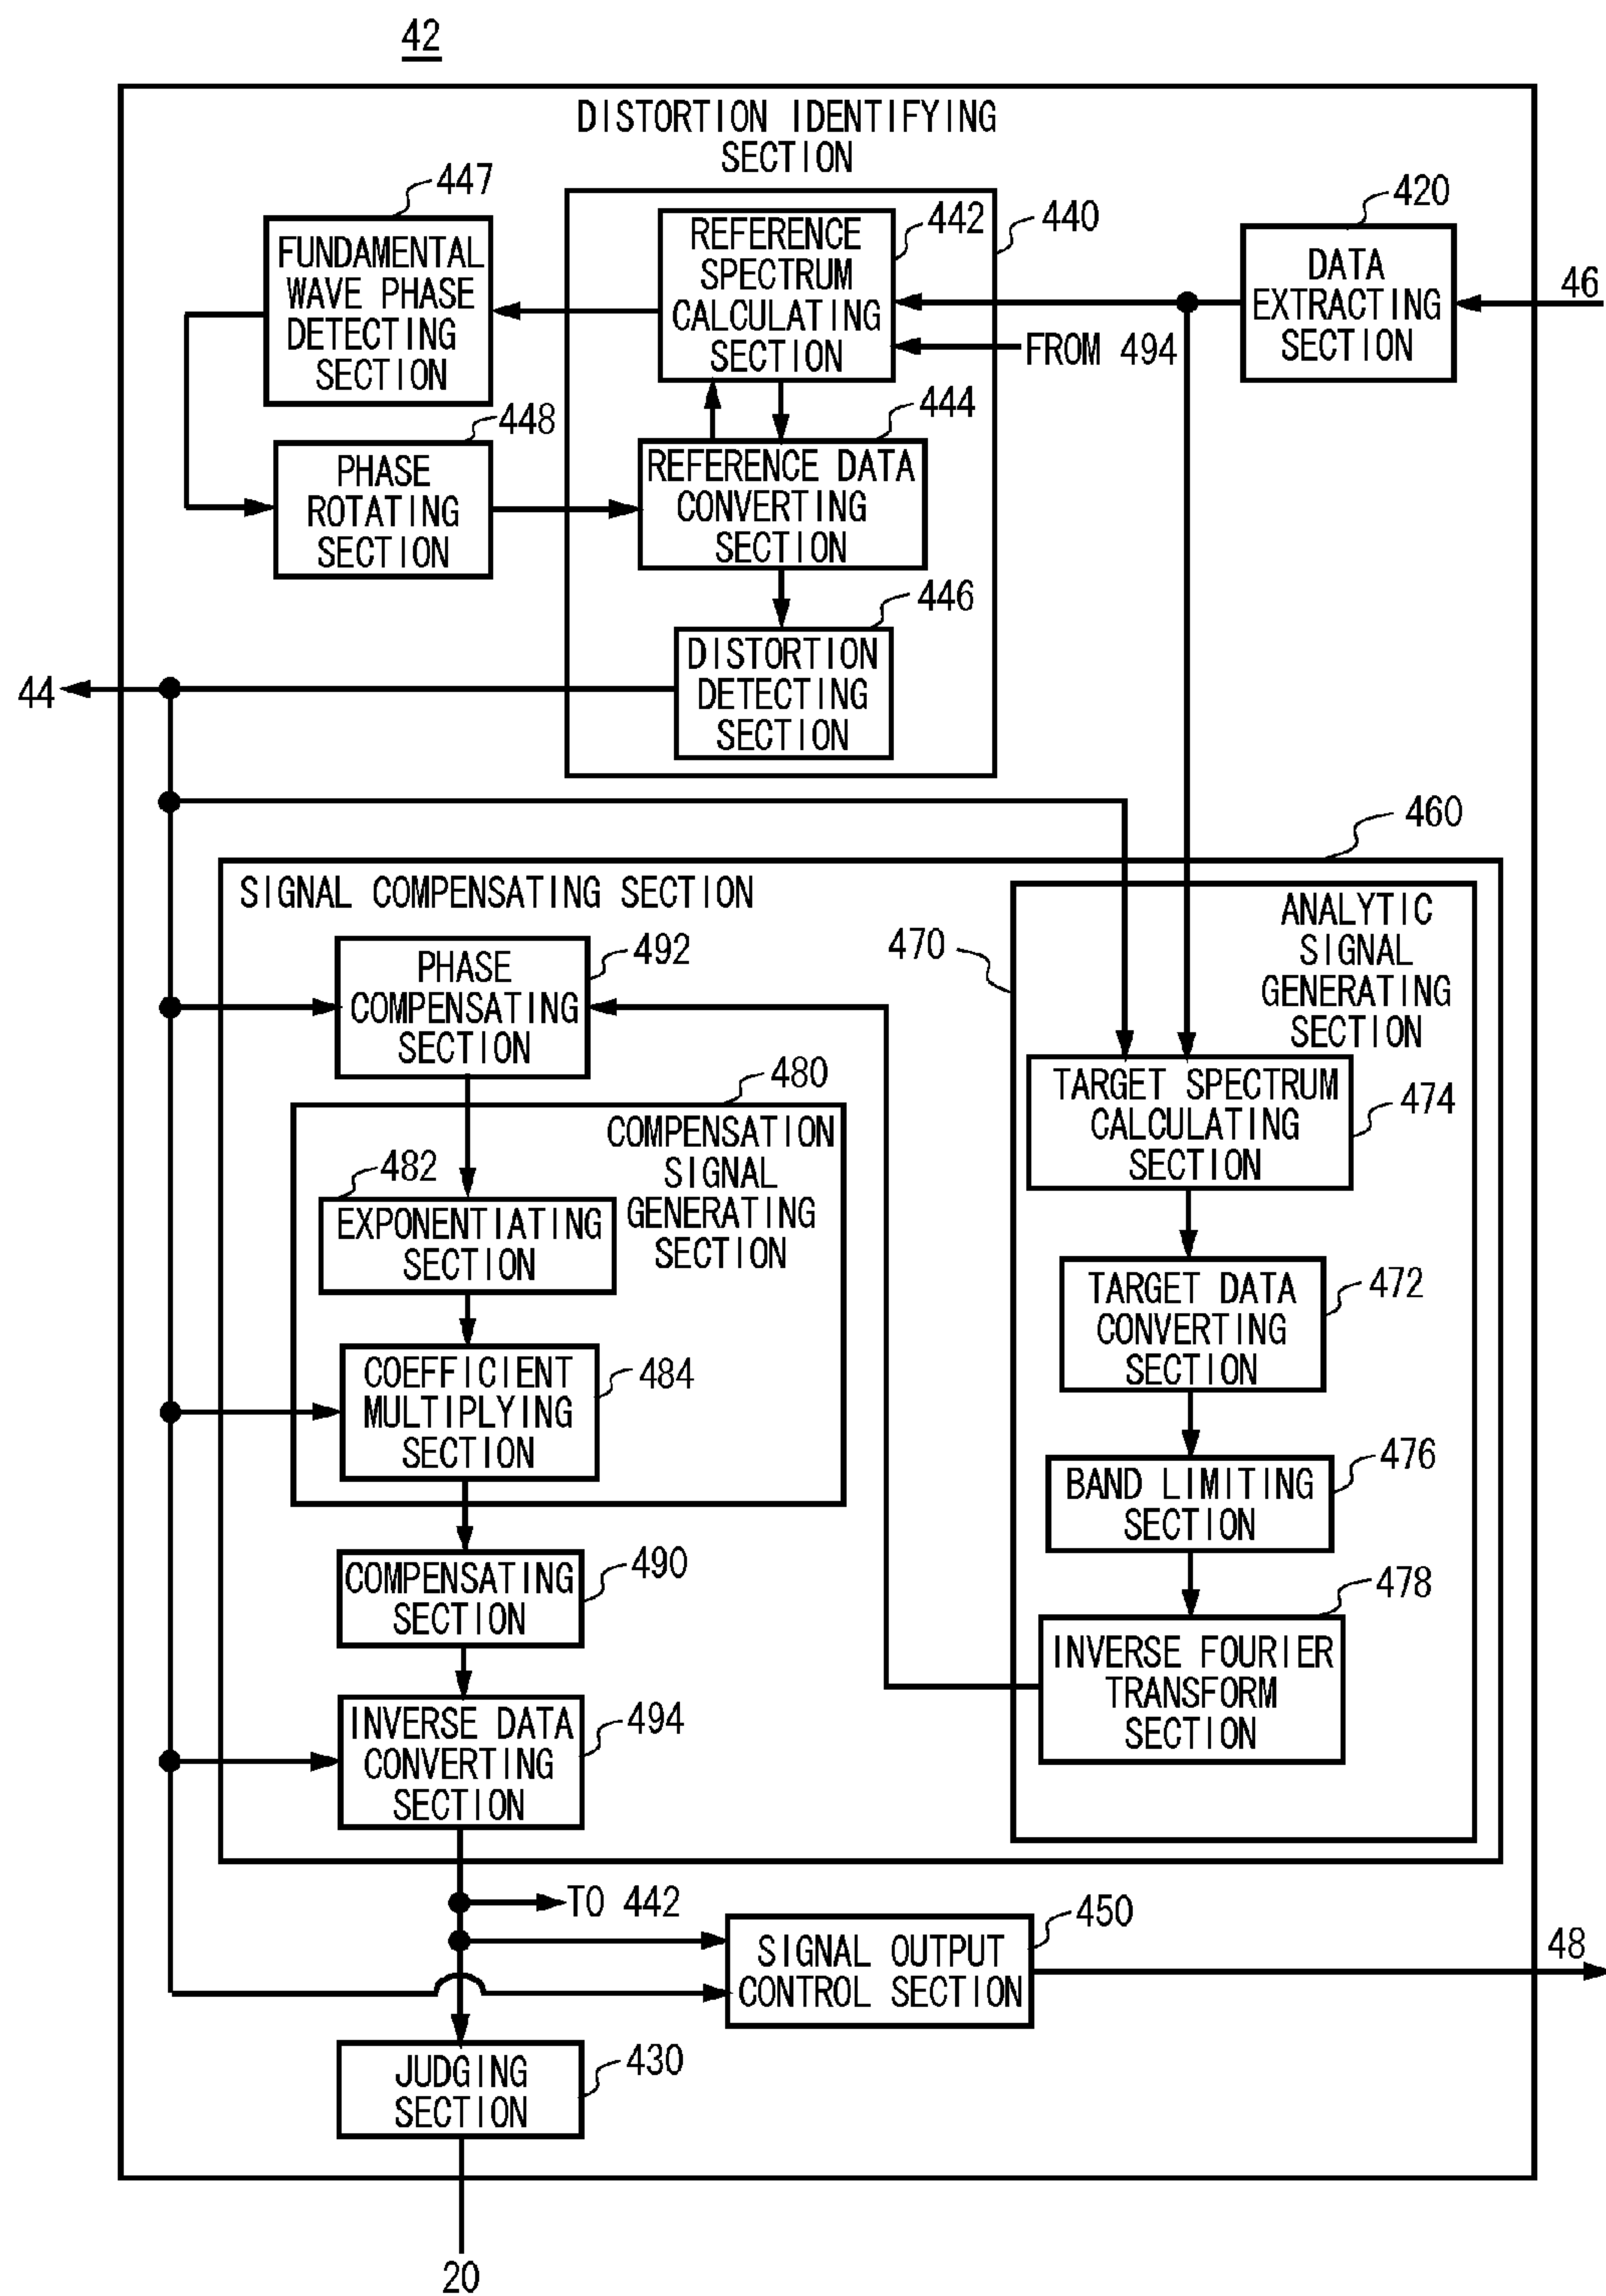 42
DISTORTION IDENTIFYING
SECTION
447
FUNDAMENTAL
WAVE PHASE
DETECTING
SECTION
442
REFERENCE
SPECTRUM
CALCULATING
SECTION
440
420
DATA
EXTRACTING
SECTION
46
FROM 494
448
PHASE
ROTATING
SECTION
444
REFERENCE DATA
CONVERTING
SECTION
446
DISTORTION
DETECTING
SECTION
44
460
SIGNAL COMPENSATING SECTION
492
PHASE
COMPENSATING
SECTION
470
ANALYTIC
SIGNAL
GENERATING
SECTION
480
COMPENSATION
SIGNAL
GENERATING
SECTION
482
EXPONENTIATING
SECTION
COEFFICIENT
MULTIPLYING
SECTION
484
TARGET SPECTRUM
CALCULATING
SECTION
474
TARGET DATA
CONVERTING
SECTION
472
BAND LIMITING
SECTION
476
478
INVERSE FOURIER
TRANSFORM
SECTION
COMPENSATING
SECTION
490
INVERSE DATA
CONVERTING
SECTION
494
TO 442
450
SIGNAL OUTPUT
CONTROL SECTION
48
JUDGING
SECTION
430
20